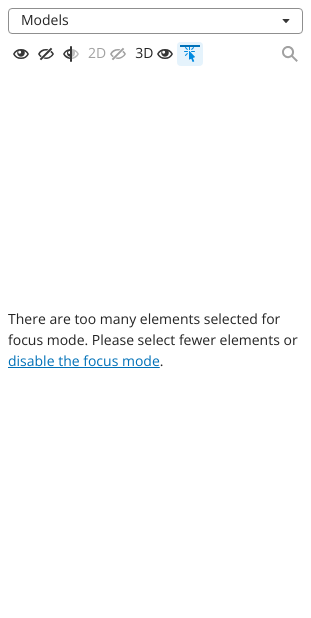 Models
2D 3D
There are too many elements selected for
focus mode. Please select fewer elements or
disable the focus mode.